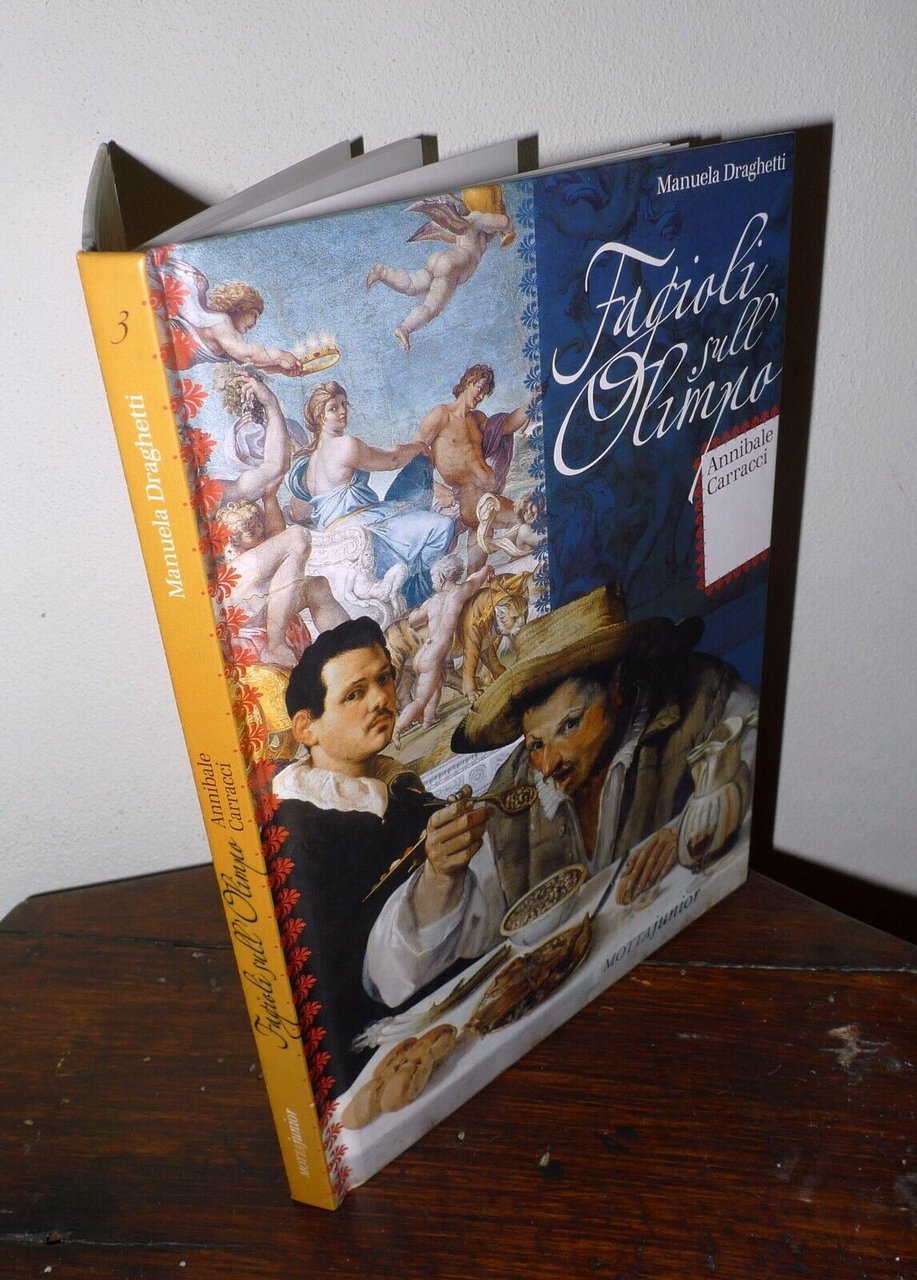 Manuela Draghetti
Fagioli
sull'
Olimpo
Annibale
Carracci
MOTTAjunior
3
Manuela Draghetti
Annibale
Carracci
Fagioli sull'Olimpo
MOTTAjunior